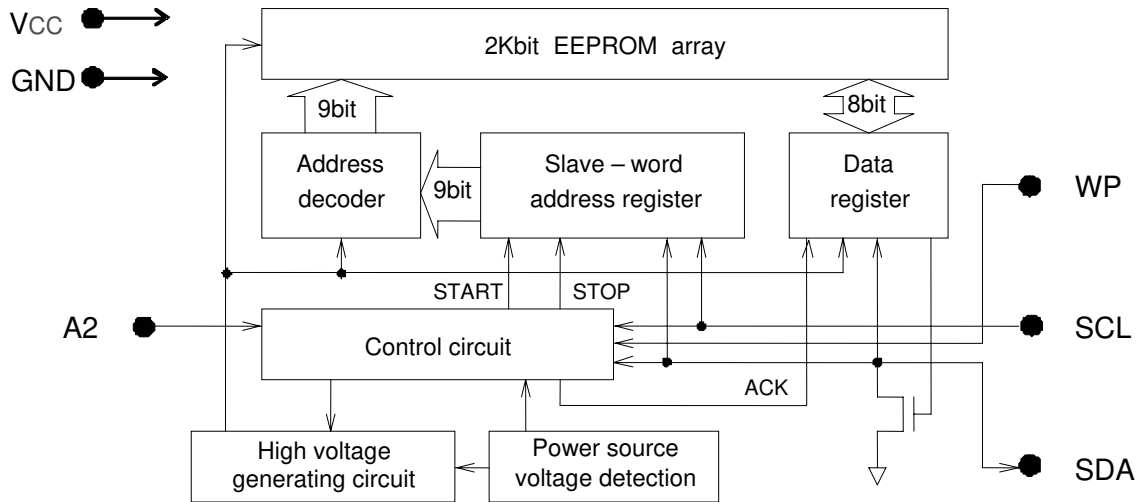 VCC
GND
2Kbit EEPROM array
9bit
8bit
Address
decoder
9bit
Slave – word
address register
Data
register
WP
START
STOP
A2
Control circuit
SCL
ACK
High voltage
generating circuit
Power source
voltage detection
SDA